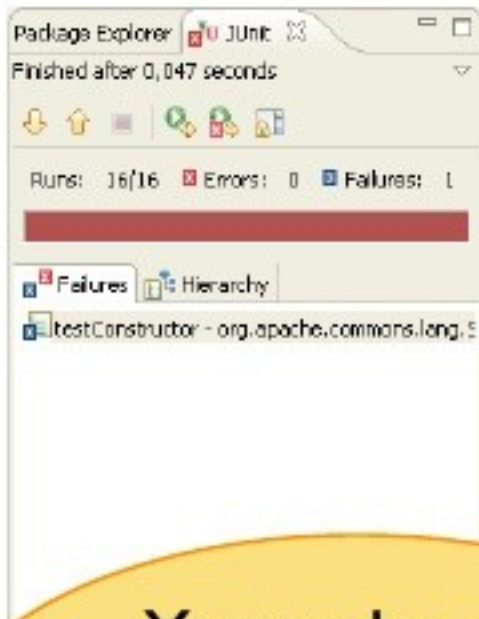 Package Explorer JUnit
Finished after 0,047 seconds
Runs: 16/16 Errors: 0 Failures: 1
Failures Hierarchy
testConstructor - org.apache.commons.lang.S